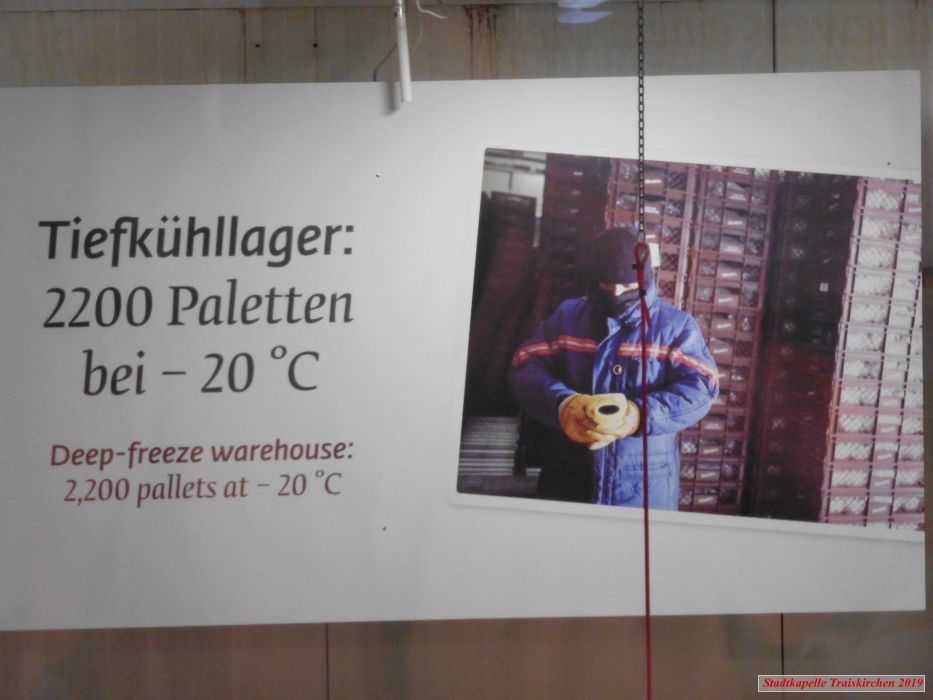 Tiefkühllager:
2200 Paletten
bei – 20 °C
Deep-freeze warehouse:
2,200 pallets at – 20 °C
Stadtkapelle Traiskirchen 2019